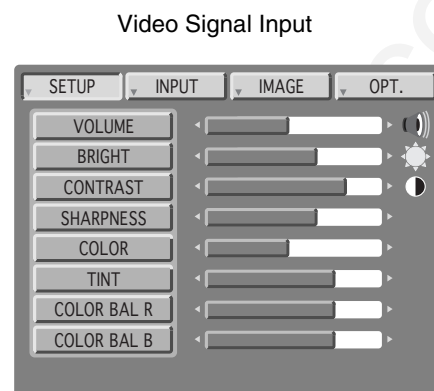 Video Signal Input
SETUP INPUT IMAGE OPT.
VOLUME
BRIGHT
CONTRAST
SHARPNESS
COLOR
TINT
COLOR BAL R
COLOR BAL B